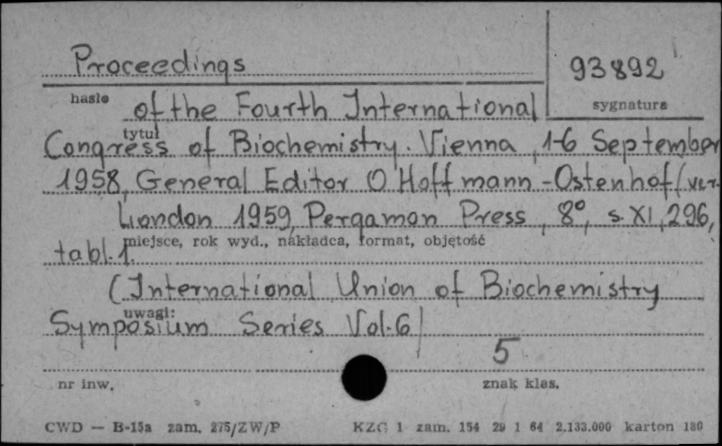 Proceedings
93892
hasło
sygnatura
of the Fourth International
tytuł
Congress of Biochemistry. Vienna, 1-6 September
1958, General Editor O Hoffmann-Ostenhof (ver.
London 1959, Pergamon Press, 8°, s. XI, 296,
miejsce, rok wyd., nakładca, format, objętość
tabl. 1.
(International Union of Biochemistry
uwagi:
Symposium Series Vol. 6)
5
nr inw.
znak klas.
CWD — B-15a zam. 275/ZW/P
KZG 1 zam. 154 29 1 64 2.133.000 karton 180